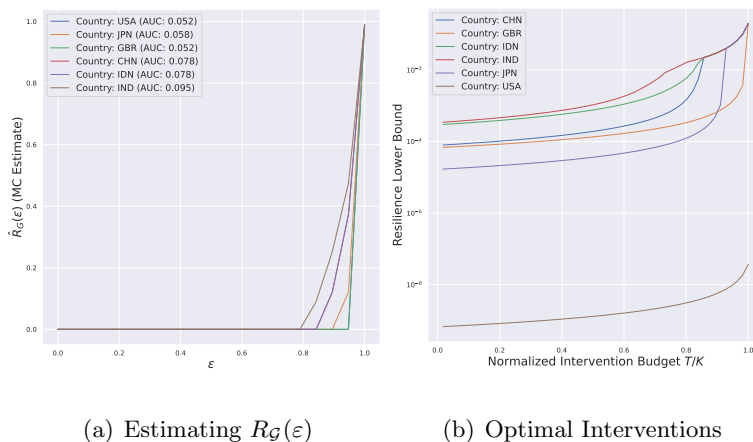 Country: USA (AUC: 0.052)
Country: JPN (AUC: 0.058)
Country: GBR (AUC: 0.052)
Country: CHN (AUC: 0.078)
Country: IDN (AUC: 0.078)
Country: IND (AUC: 0.095)
1.0
0.8
0.6
0.4
0.2
0.0
R̂_G(ε) (MC Estimate)
0.0 0.2 0.4 0.6 0.8 1.0
ε
Country: CHN
Country: GBR
Country: IDN
Country: IND
Country: JPN
Country: USA
10⁻²
10⁻⁴
10⁻⁶
10⁻⁸
Resilience Lower Bound
0.0 0.2 0.4 0.6 0.8 1.0
Normalized Intervention Budget T/K
(a) Estimating R_G(ε)
(b) Optimal Interventions